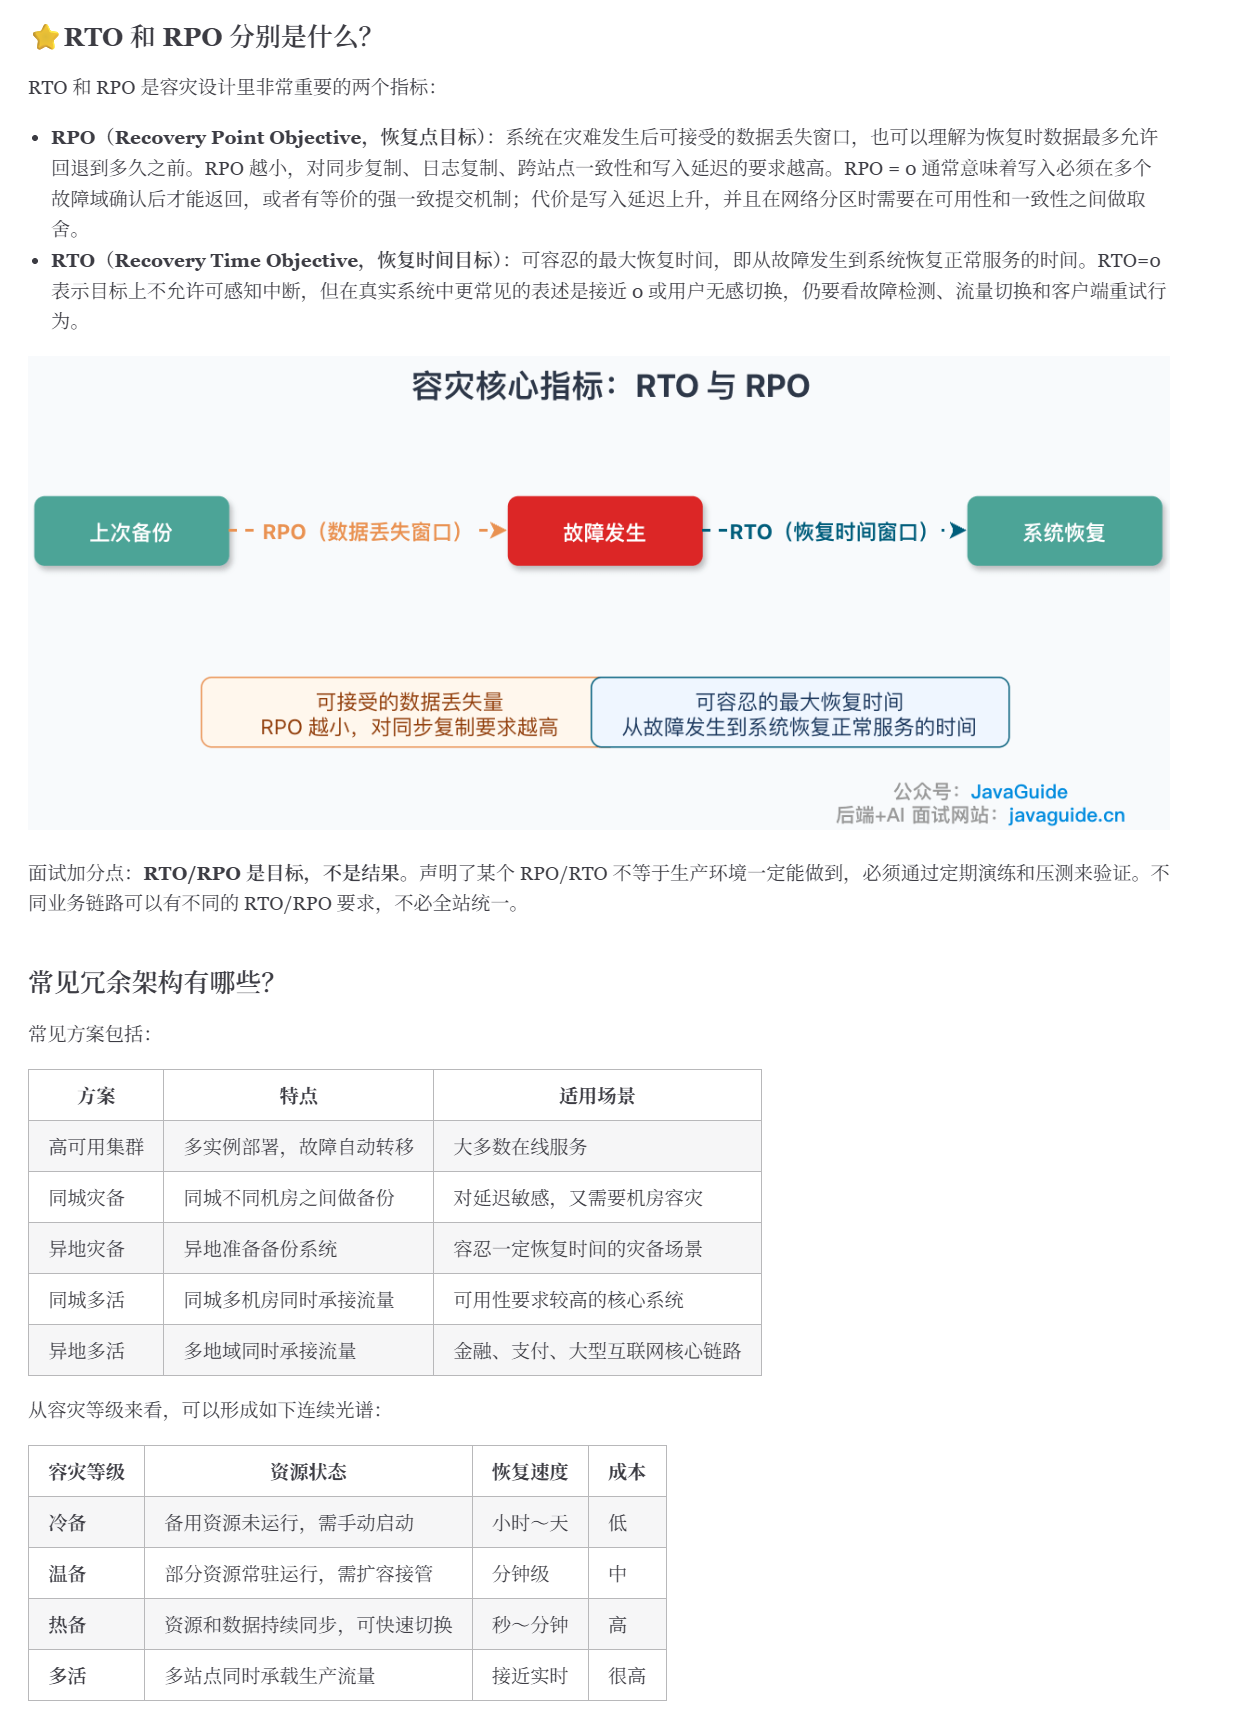 ⭐RTO 和 RPO 分别是什么？
RTO 和 RPO 是容灾设计里非常重要的两个指标：
• RPO（Recovery Point Objective，恢复点目标）：系统在灾难发生后可接受的数据丢失窗口，也可以理解为恢复时数据最多允许
回退到多久之前。RPO 越小，对同步复制、日志复制、跨站点一致性和写入延迟的要求越高。RPO = 0 通常意味着写入必须在多个
故障域确认后才能返回，或者有等价的强一致提交机制；代价是写入延迟上升，并且在网络分区时需要在可用性和一致性之间做取
舍。
• RTO（Recovery Time Objective，恢复时间目标）：可容忍的最大恢复时间，即从故障发生到系统恢复正常服务的时间。RTO=0
表示目标上不允许可感知中断，但在真实系统中更常见的表述是接近 0 或用户无感切换，仍要看故障检测、流量切换和客户端重试行
为。
容灾核心指标：RTO 与 RPO
上次备份 RPO（数据丢失窗口） 故障发生 RTO（恢复时间窗口） 系统恢复
可接受的数据丢失量
RPO 越小，对同步复制要求越高
可容忍的最大恢复时间
从故障发生到系统恢复正常服务的时间
公众号：JavaGuide
后端+AI 面试网站：javaguide.cn
面试加分点：RTO/RPO 是目标，不是结果。声明了某个 RPO/RTO 不等于生产环境一定能做到，必须通过定期演练和压测来验证。不
同业务链路可以有不同的 RTO/RPO 要求，不必全站统一。
常见冗余架构有哪些？
常见方案包括：
方案 特点 适用场景
高可用集群 多实例部署，故障自动转移 大多数在线服务
同城灾备 同城不同机房之间做备份 对延迟敏感，又需要机房容灾
异地灾备 异地准备备份系统 容忍一定恢复时间的灾备场景
同城多活 同城多机房同时承接流量 可用性要求较高的核心系统
异地多活 多地域同时承接流量 金融、支付、大型互联网核心链路
从容灾等级来看，可以形成如下连续光谱：
容灾等级 资源状态 恢复速度 成本
冷备 备用资源未运行，需手动启动 小时～天 低
温备 部分资源常驻运行，需扩容接管 分钟级 中
热备 资源和数据持续同步，可快速切换 秒～分钟 高
多活 多站点同时承载生产流量 接近实时 很高